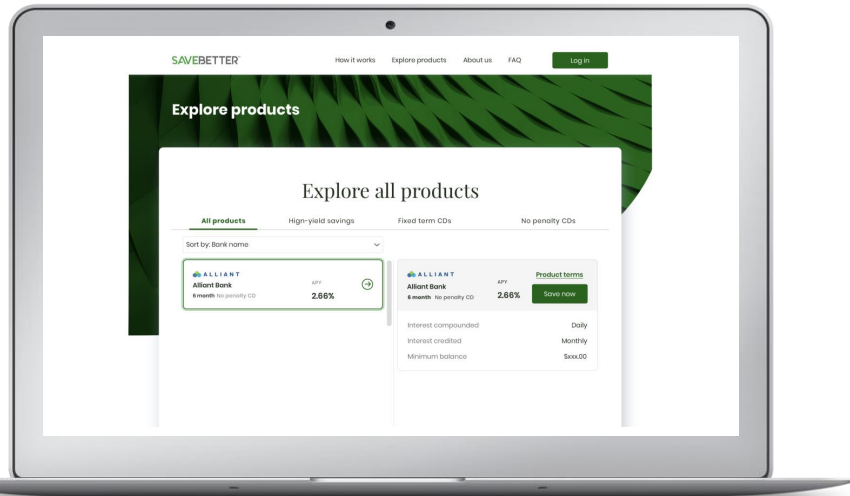 SAVEBETTER
How it works Explore products About us FAQ Log in
Explore products
Explore all products
All products Hign-yield savings Fixed term CDs No penalty CDs
Sort by: Bank name
ALLIANT
Alliant Bank
6 month No penalty CD
APY
2.66%
ALLIANT
Alliant Bank
6 month No penalty CD
APY
2.66%
Product terms
Save now
Interest compounded Daily
Interest credited Monthly
Minimum balance $xxx.00